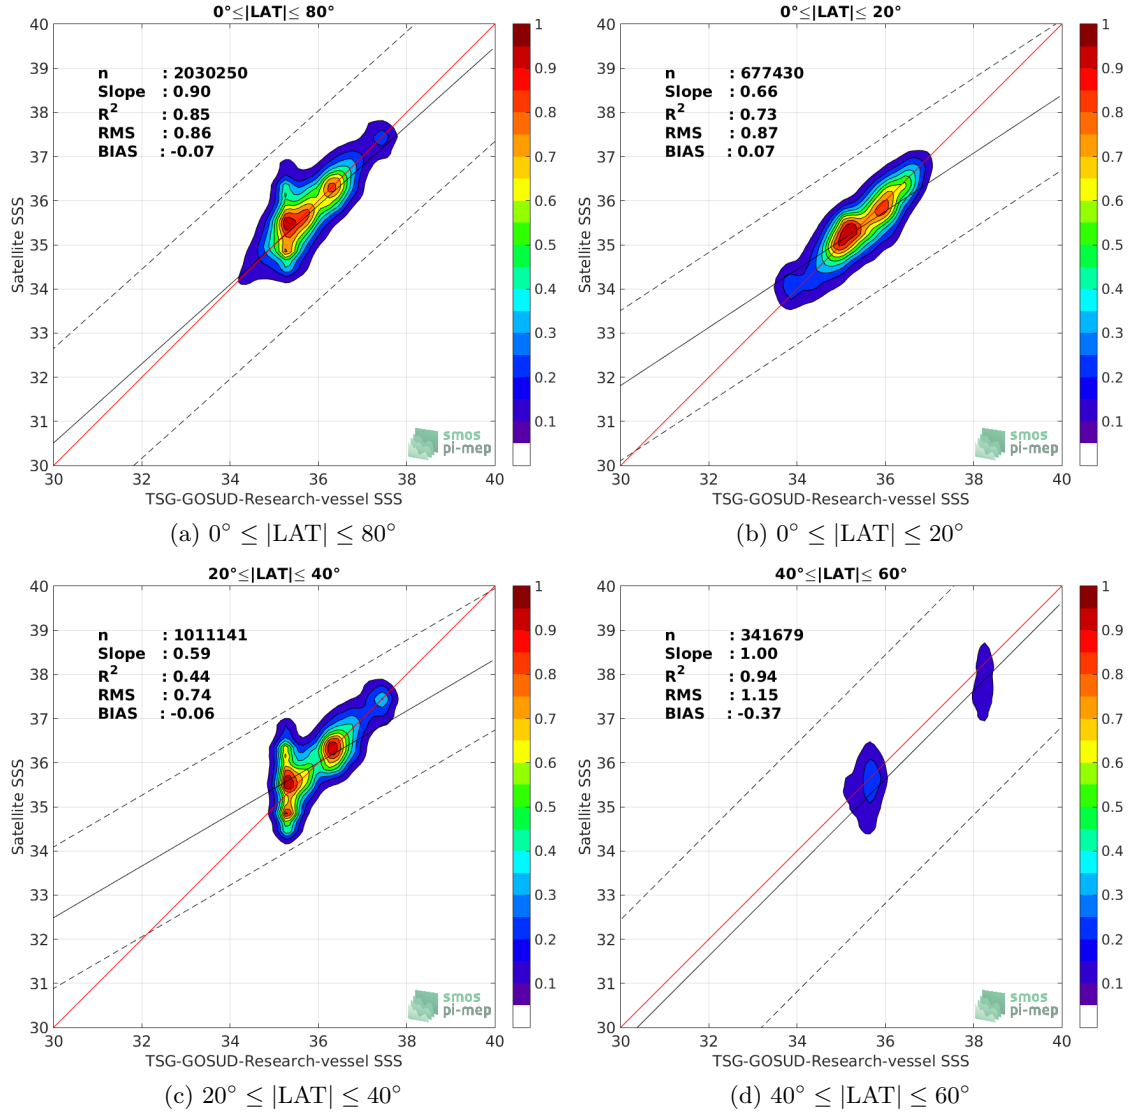 0°≤|LAT|≤ 80°
n : 2030250
Slope : 0.90
R² : 0.85
RMS : 0.86
BIAS : -0.07
40
39
38
37
36
35
34
33
32
31
30
Satellite SSS
30 32 34 36 38 40
TSG-GOSUD-Research-vessel SSS
1
0.9
0.8
0.7
0.6
0.5
0.4
0.3
0.2
0.1
smos
pi-mep
(a) 0° ≤ |LAT| ≤ 80°
0°≤|LAT|≤ 20°
n : 677430
Slope : 0.66
R² : 0.73
RMS : 0.87
BIAS : 0.07
40
39
38
37
36
35
34
33
32
31
30
Satellite SSS
30 32 34 36 38 40
TSG-GOSUD-Research-vessel SSS
1
0.9
0.8
0.7
0.6
0.5
0.4
0.3
0.2
0.1
smos
pi-mep
(b) 0° ≤ |LAT| ≤ 20°
20°≤|LAT|≤ 40°
n : 1011141
Slope : 0.59
R² : 0.44
RMS : 0.74
BIAS : -0.06
40
39
38
37
36
35
34
33
32
31
30
Satellite SSS
30 32 34 36 38 40
TSG-GOSUD-Research-vessel SSS
1
0.9
0.8
0.7
0.6
0.5
0.4
0.3
0.2
0.1
smos
pi-mep
(c) 20° ≤ |LAT| ≤ 40°
40°≤|LAT|≤ 60°
n : 341679
Slope : 1.00
R² : 0.94
RMS : 1.15
BIAS : -0.37
40
39
38
37
36
35
34
33
32
31
30
Satellite SSS
30 32 34 36 38 40
TSG-GOSUD-Research-vessel SSS
1
0.9
0.8
0.7
0.6
0.5
0.4
0.3
0.2
0.1
smos
pi-mep
(d) 40° ≤ |LAT| ≤ 60°